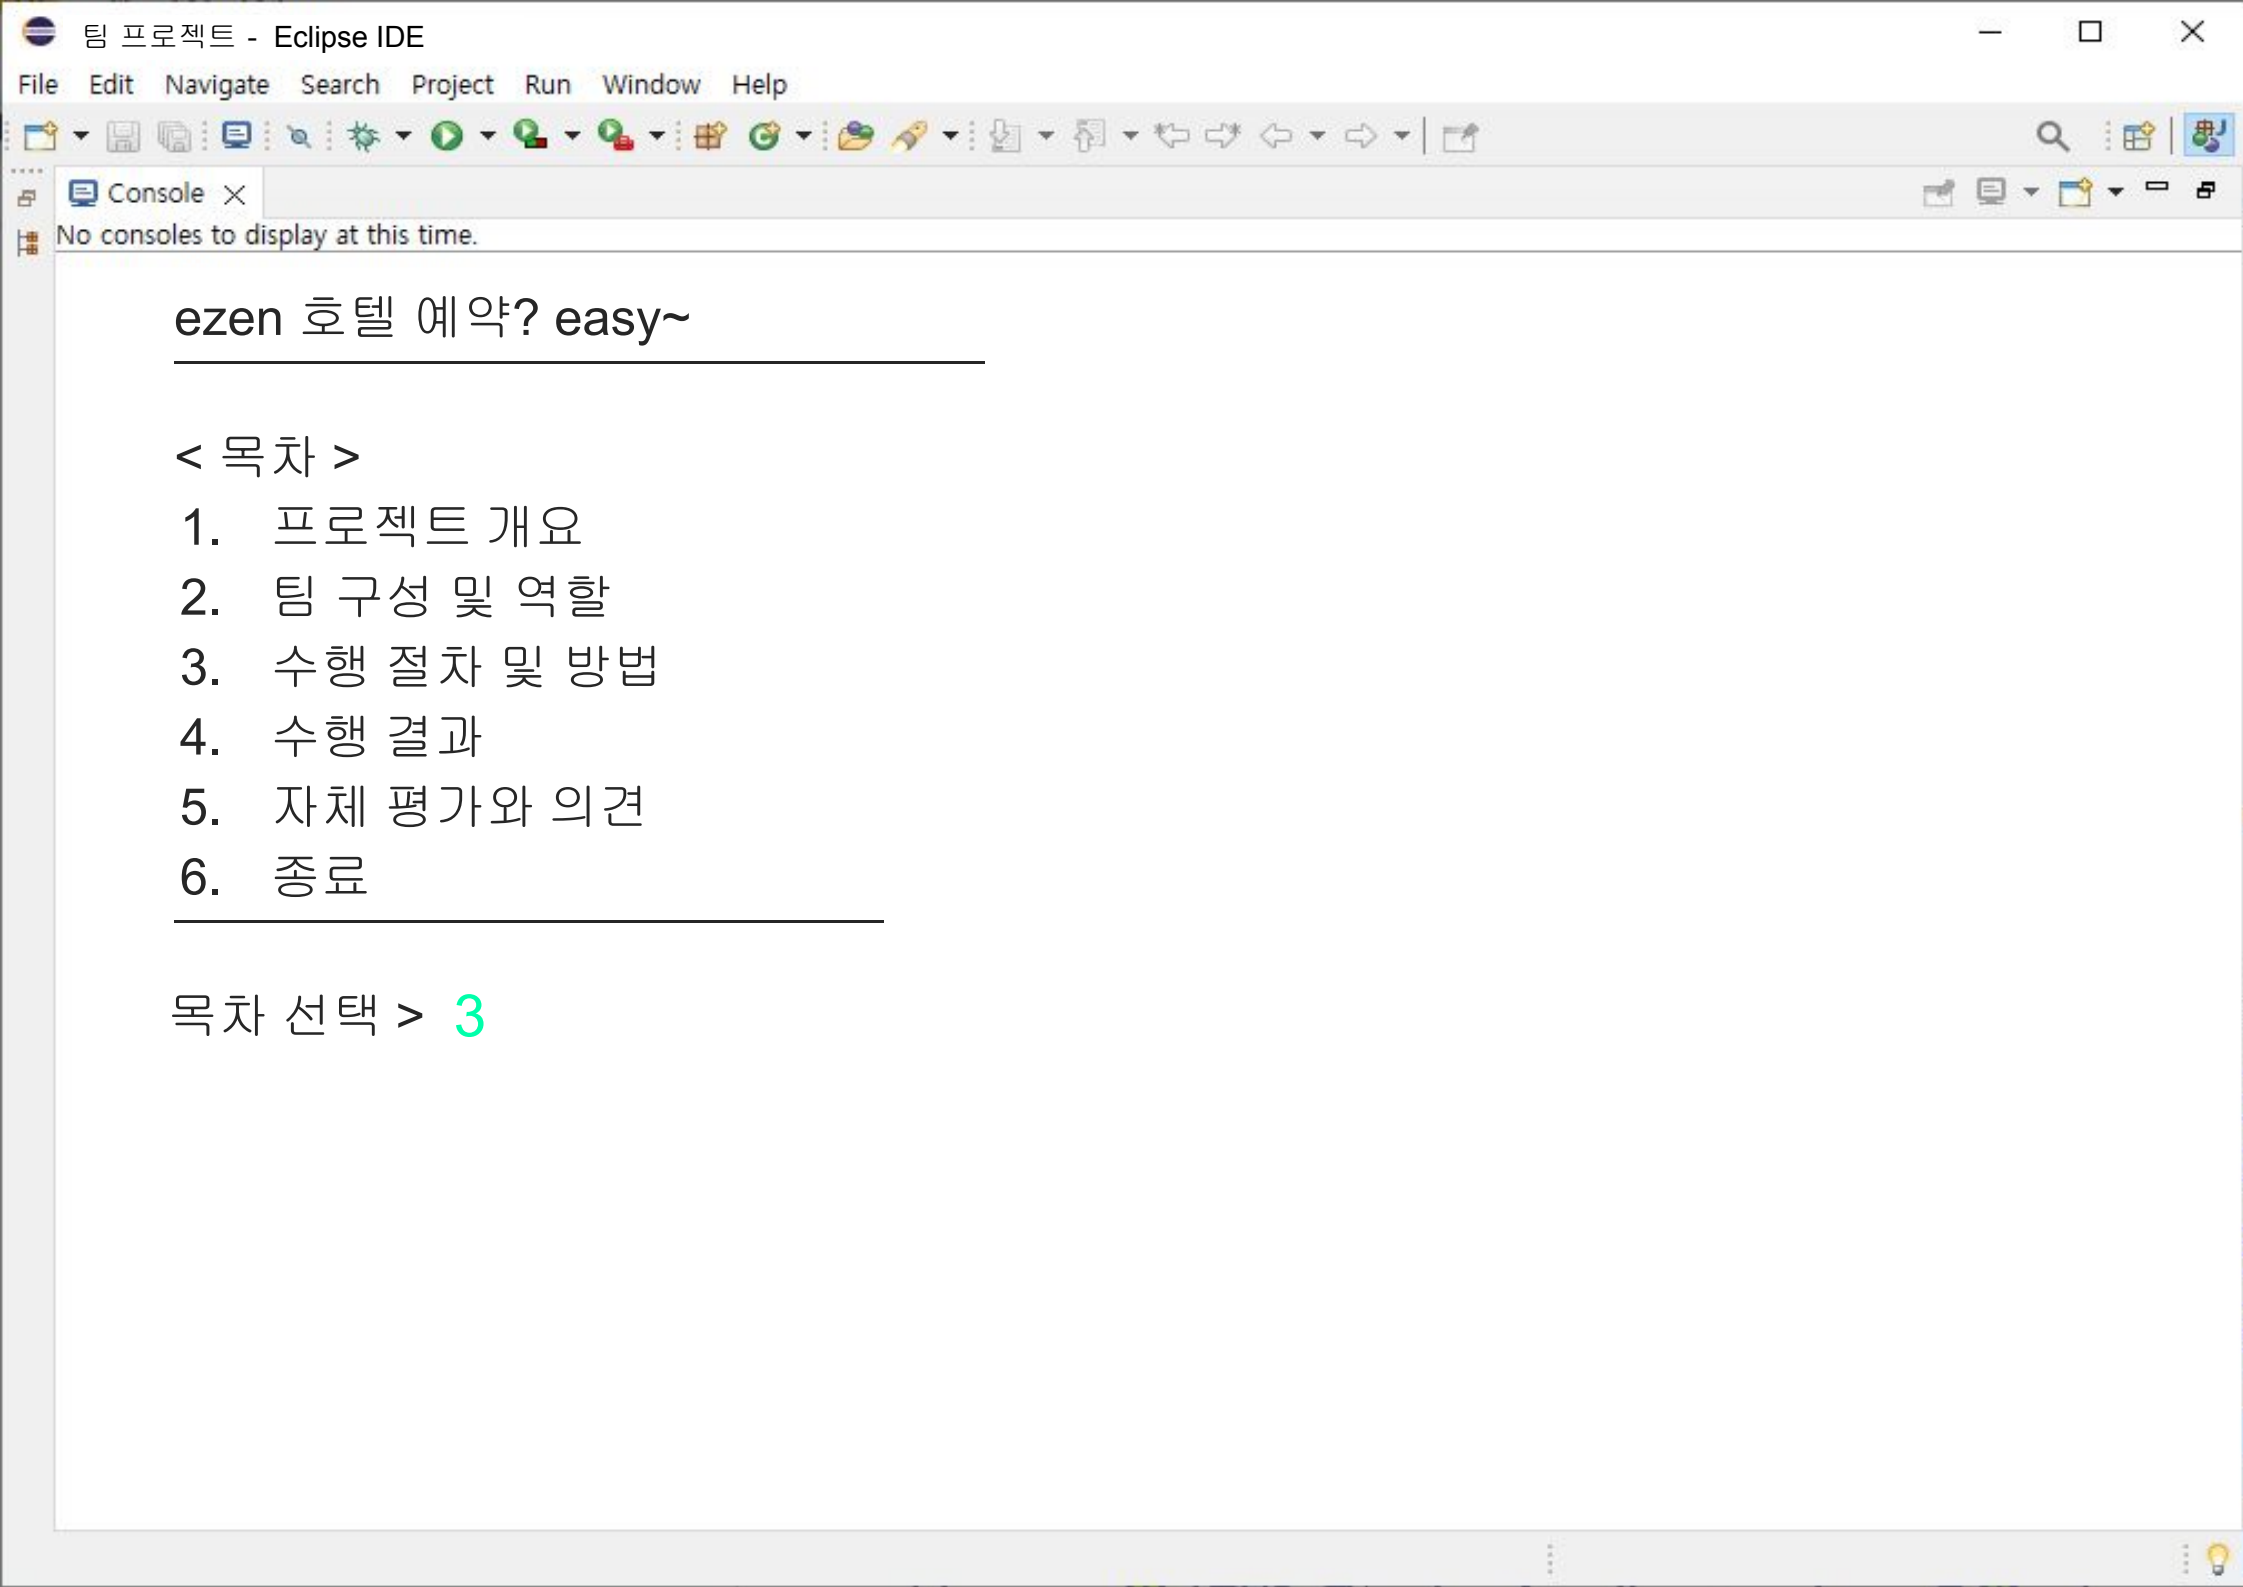 팀 프로젝트 - Eclipse IDE
File Edit Navigate Search Project Run Window Help
Console
No consoles to display at this time.
ezen 호텔 예약? easy~
< 목차 >
1. 프로젝트 개요
2. 팀 구성 및 역할
3. 수행 절차 및 방법
4. 수행 결과
5. 자체 평가와 의견
6. 종료
목차 선택 > 3